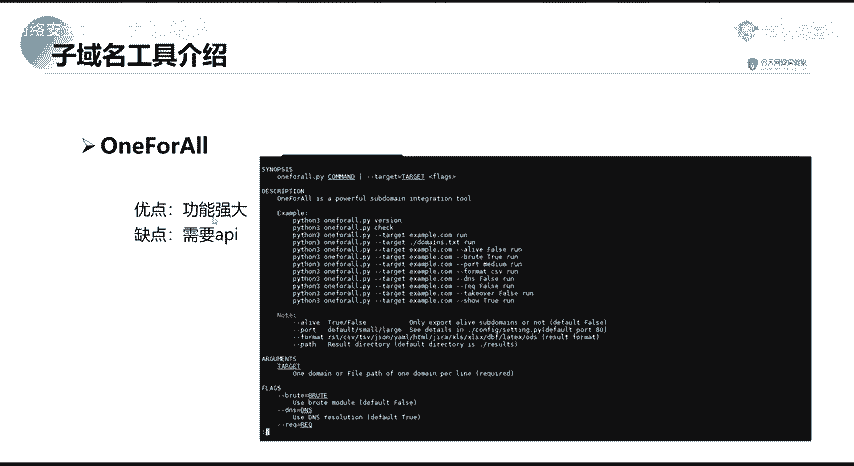 子域名工具介绍
OneForAll
优点：功能强大
缺点：需要api
SYNOPSIS
oneforall.py COMMAND | --target=TARGET <flags>
DESCRIPTION
OneForAll is a powerful subdomain integration tool
Example:
python3 oneforall.py version
python3 oneforall.py check
python3 oneforall.py --target example.com run
python3 oneforall.py --target ./domains.txt run
python3 oneforall.py --target example.com --alive False run
python3 oneforall.py --target example.com --brute True run
python3 oneforall.py --target example.com --port medium run
python3 oneforall.py --target example.com --format csv run
python3 oneforall.py --target example.com --dns False run
python3 oneforall.py --target example.com --req False run
python3 oneforall.py --target example.com --takeover False run
python3 oneforall.py --target example.com --show True run
Note:
--alive True/False Only export alive subdomains or not (default False)
--port default/small/large See details in ./config/setting.py(default port 80)
--format rst/csv/tsv/json/yaml/html/jira/xls/xlsx/dbf/latex/ods (result format)
--path Result directory (default directory is ./results)
ARGUMENTS
TARGET
One domain or File path of one domain per line (required)
FLAGS
--brute=BRUTE
Use brute module (default False)
--dns=DNS
Use DNS resolution (default True)
--req=REQ
: